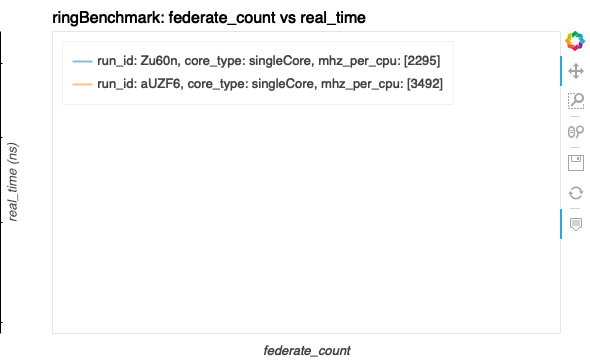 ringBenchmark: federate_count vs real_time
run_id: Zu60n, core_type: singleCore, mhz_per_cpu: [2295]
run_id: aUZF6, core_type: singleCore, mhz_per_cpu: [3492]
real_time (ns)
federate_count